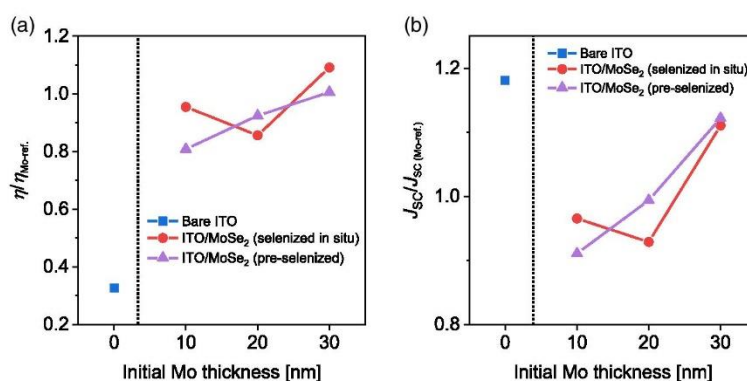 (a)
1.2
1.0
0.8
0.6
0.4
0.2
η/ηMo-ref.
Bare ITO
ITO/MoSe₂ (selenized in situ)
ITO/MoSe₂ (pre-selenized)
0 10 20 30
Initial Mo thickness [nm]
(b)
1.2
1.0
0.8
JSC/JSC (Mo-ref.)
Bare ITO
ITO/MoSe₂ (selenized in situ)
ITO/MoSe₂ (pre-selenized)
0 10 20 30
Initial Mo thickness [nm]